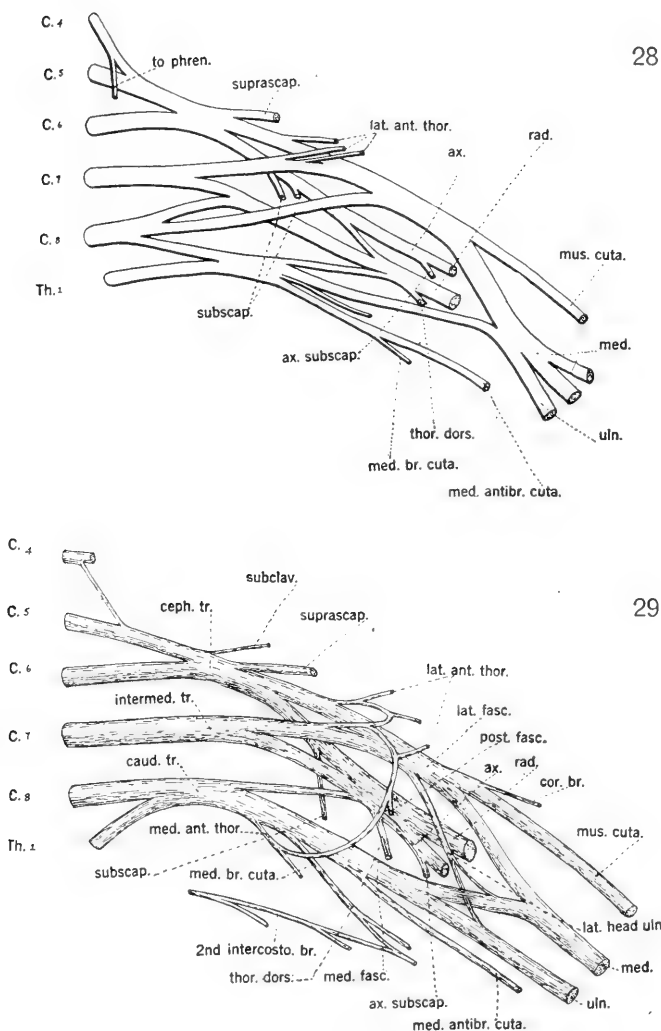 C. 4
28
to phren.
C. 5
suprascap.
C. 6
lat. ant. thor.
rad.
ax.
C. 7
mus. cuta.
C. 8
Th. 1
subscap.
med.
ax. subscap.
thor. dors.
uln.
med. br. cuta.
med. antibr. cuta.
C. 4
subclav.
29
ceph. tr.
C. 5
suprascap.
C. 6
lat. ant. thor.
intermed. tr.
lat. fasc.
C. 7
post. fasc.
caud. tr.
ax.
rad.
cor. br.
C. 8
med. ant. thor.
mus. cuta.
Th. 1
subscap.
med. br. cuta.
lat. head uln
2nd intercosto. br.
med.
thor. dors.
med. fasc.
ax. subscap.
uln.
med. antibr. cuta.